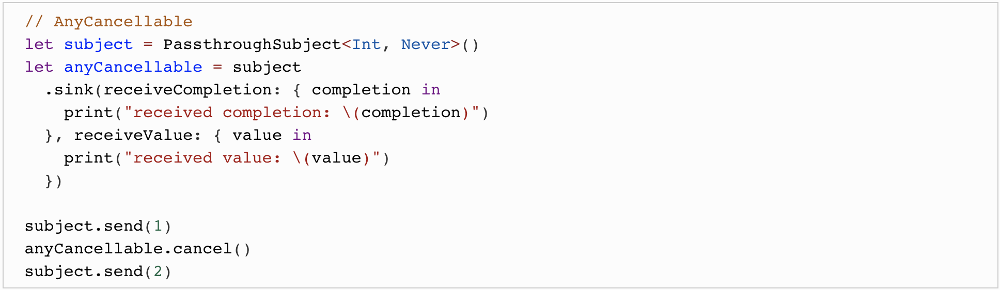 // AnyCancellable
let subject = PassthroughSubject<Int, Never>()
let anyCancellable = subject
  .sink(receiveCompletion: { completion in
    print("received completion: \(completion)")
  }, receiveValue: { value in
    print("received value: \(value)")
  })

subject.send(1)
anyCancellable.cancel()
subject.send(2)